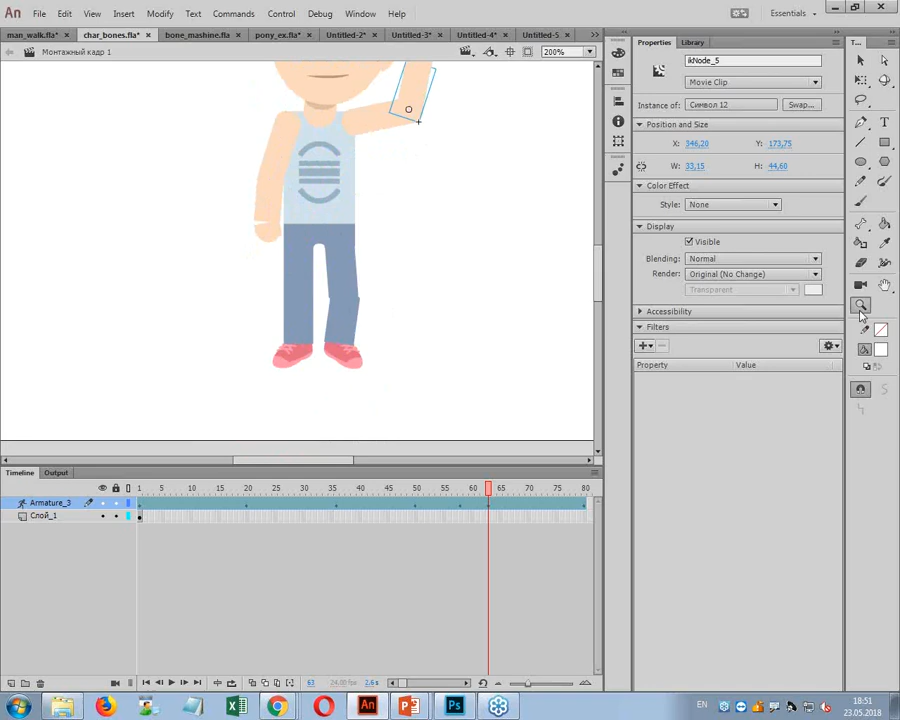 An File Edit View Insert Modify Text Commands Control Debug Window Help Essentials
man_walk.fla* × char_bones.fla* × bone_mashine.fla × pony_ex.fla* × Untitled-2* × Untitled-3* × Untitled-4* × Untitled-5 × T...
Монтажный кадр 1 200%
Properties Library
ikNode_5
Movie Clip
Instance of: Символ 12 Swap...
Position and Size
X: 346,20 Y: 173,75
W: 33,15 H: 44,60
Color Effect
Style: None
Display
Visible
Blending: Normal
Render: Original (No Change)
Transparent
Accessibility
Filters
Property Value
Timeline Output
1 5 10 15 20 25 30 35 40 45 50 55 60 65 70 75 80
Armature_3
Слой_1
63 24.00 fps 2.6 s
EN 18:51
23.05.2018